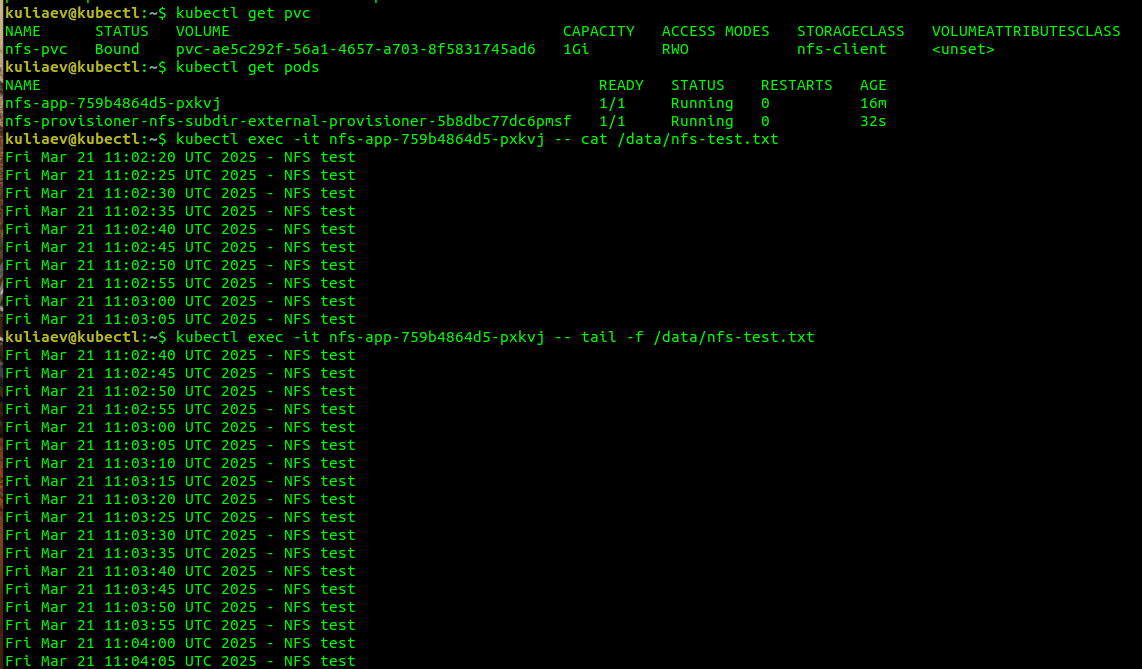 kuliaev@kubectl:~$ kubectl get pvc
NAME      STATUS   VOLUME                                     CAPACITY   ACCESS MODES   STORAGECLASS   VOLUMEATTRIBUTESCLASS
nfs-pvc   Bound    pvc-ae5c292f-56a1-4657-a703-8f5831745ad6   1Gi        RWO            nfs-client     <unset>
kuliaev@kubectl:~$ kubectl get pods
NAME                                                              READY   STATUS    RESTARTS   AGE
nfs-app-759b4864d5-pxkvj                                          1/1     Running   0          16m
nfs-provisioner-nfs-subdir-external-provisioner-5b8dbc77dc6pmsf   1/1     Running   0          32s
kuliaev@kubectl:~$ kubectl exec -it nfs-app-759b4864d5-pxkvj -- cat /data/nfs-test.txt
Fri Mar 21 11:02:20 UTC 2025 - NFS test
Fri Mar 21 11:02:25 UTC 2025 - NFS test
Fri Mar 21 11:02:30 UTC 2025 - NFS test
Fri Mar 21 11:02:35 UTC 2025 - NFS test
Fri Mar 21 11:02:40 UTC 2025 - NFS test
Fri Mar 21 11:02:45 UTC 2025 - NFS test
Fri Mar 21 11:02:50 UTC 2025 - NFS test
Fri Mar 21 11:02:55 UTC 2025 - NFS test
Fri Mar 21 11:03:00 UTC 2025 - NFS test
Fri Mar 21 11:03:05 UTC 2025 - NFS test
kuliaev@kubectl:~$ kubectl exec -it nfs-app-759b4864d5-pxkvj -- tail -f /data/nfs-test.txt
Fri Mar 21 11:02:40 UTC 2025 - NFS test
Fri Mar 21 11:02:45 UTC 2025 - NFS test
Fri Mar 21 11:02:50 UTC 2025 - NFS test
Fri Mar 21 11:02:55 UTC 2025 - NFS test
Fri Mar 21 11:03:00 UTC 2025 - NFS test
Fri Mar 21 11:03:05 UTC 2025 - NFS test
Fri Mar 21 11:03:10 UTC 2025 - NFS test
Fri Mar 21 11:03:15 UTC 2025 - NFS test
Fri Mar 21 11:03:20 UTC 2025 - NFS test
Fri Mar 21 11:03:25 UTC 2025 - NFS test
Fri Mar 21 11:03:30 UTC 2025 - NFS test
Fri Mar 21 11:03:35 UTC 2025 - NFS test
Fri Mar 21 11:03:40 UTC 2025 - NFS test
Fri Mar 21 11:03:45 UTC 2025 - NFS test
Fri Mar 21 11:03:50 UTC 2025 - NFS test
Fri Mar 21 11:03:55 UTC 2025 - NFS test
Fri Mar 21 11:04:00 UTC 2025 - NFS test
Fri Mar 21 11:04:05 UTC 2025 - NFS test